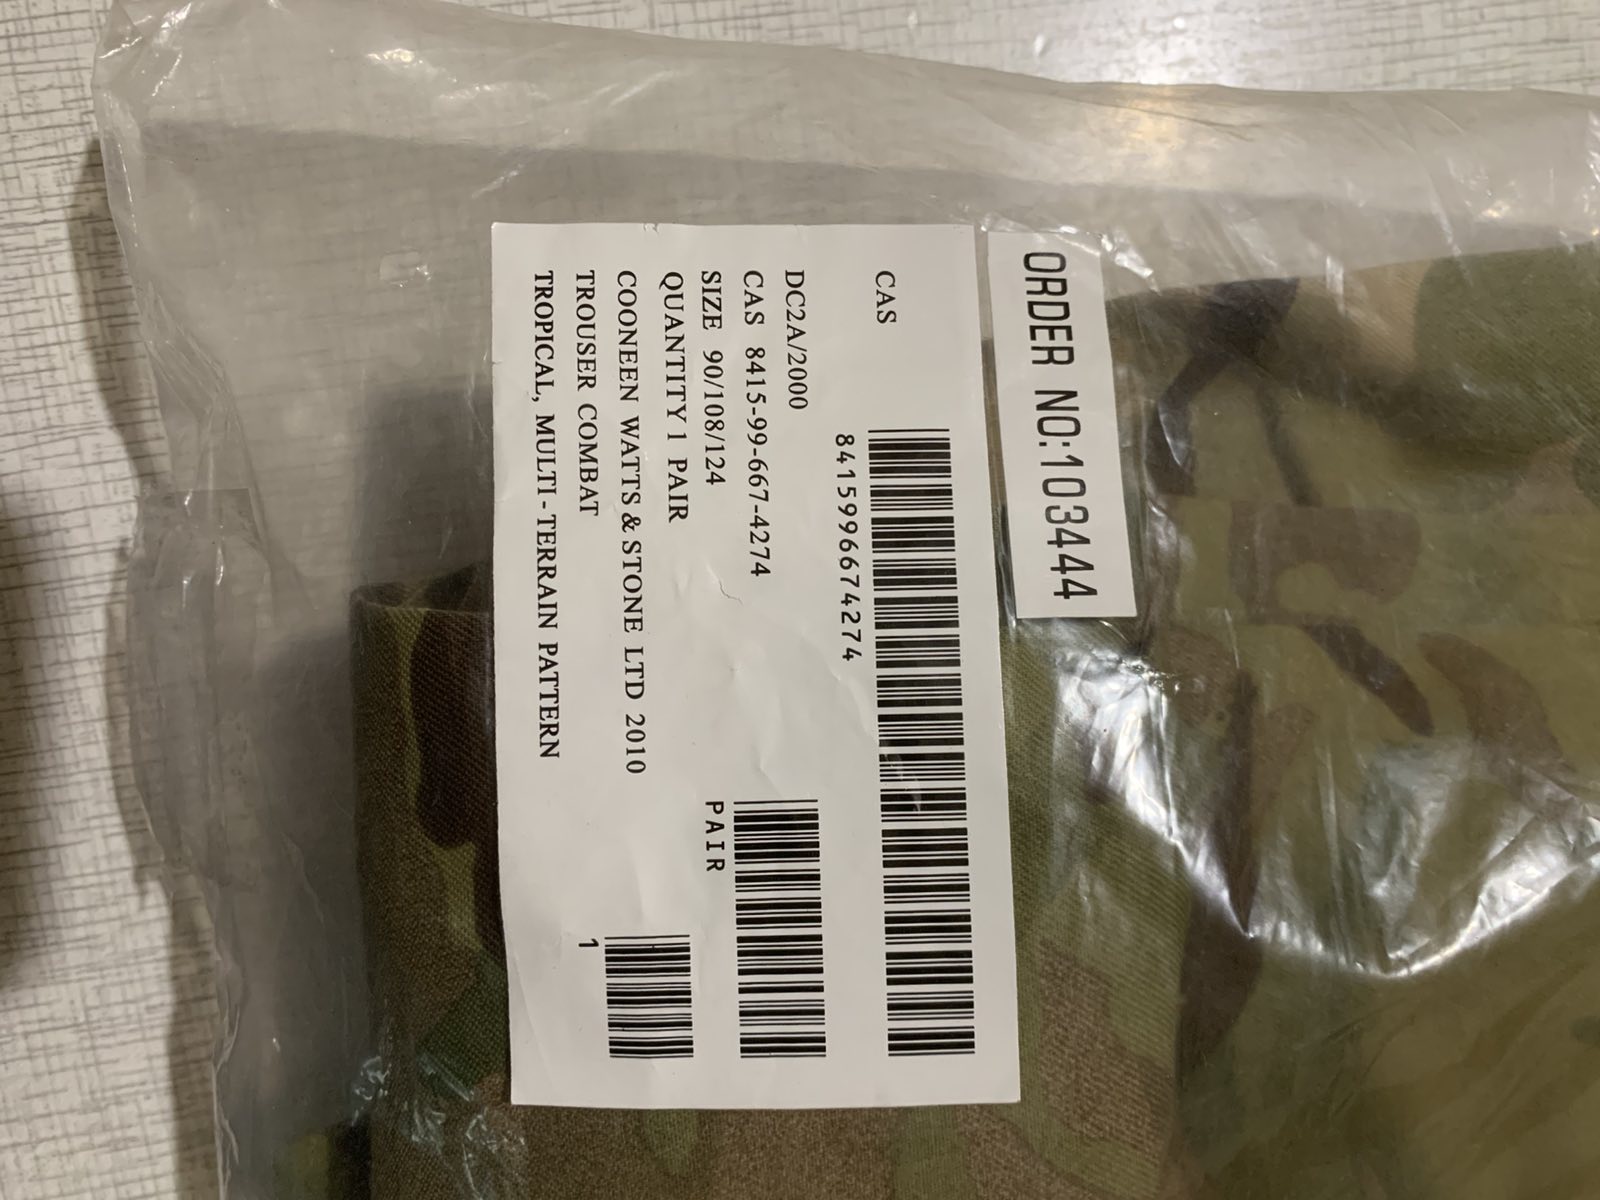 ORDER NO:103444
CAS
8415996674274
DC2A/2000
CAS 8415-99-667-4274
SIZE 90/108/124
PAIR
QUANTITY 1 PAIR
COONEEN WATTS & STONE LTD 2010
1
TROUSER COMBAT
TROPICAL, MULTI-TERRAIN PATTERN